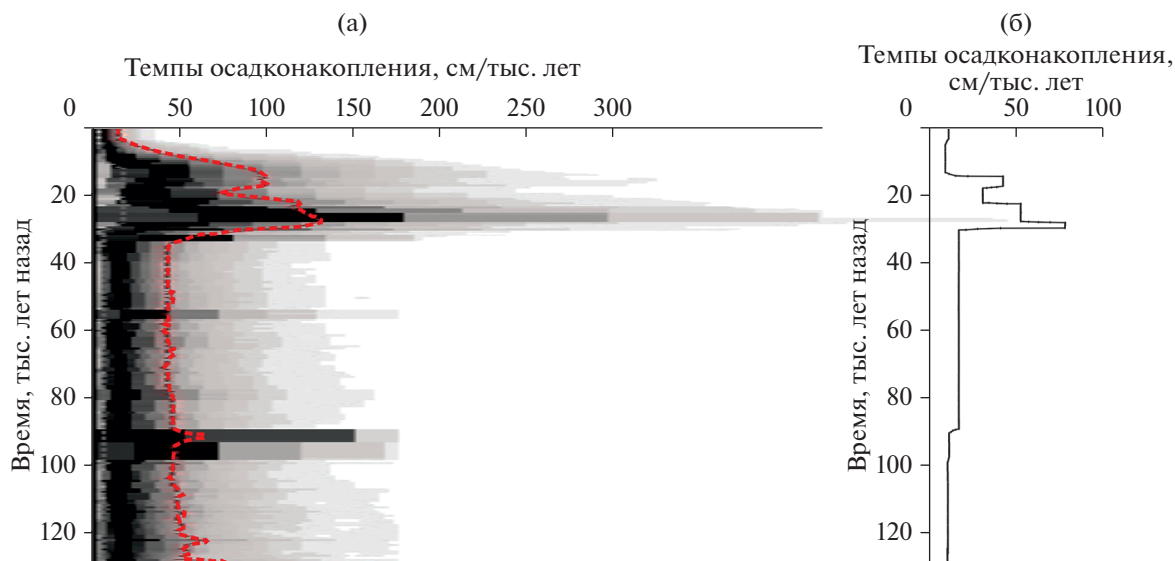 (а)
Темпы осадконакопления, см/тыс. лет
0 50 100 150 200 250 300
20
40
60
80
100
120
Время, тыс. лет назад
(б)
Темпы осадконакопления,
см/тыс. лет
0 50 100
20
40
60
80
100
120
Время, тыс. лет назад